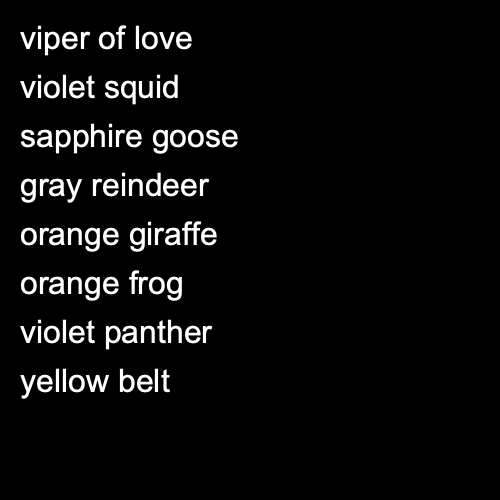 viper of love
violet squid
sapphire goose
gray reindeer
orange giraffe
orange frog
violet panther
yellow belt